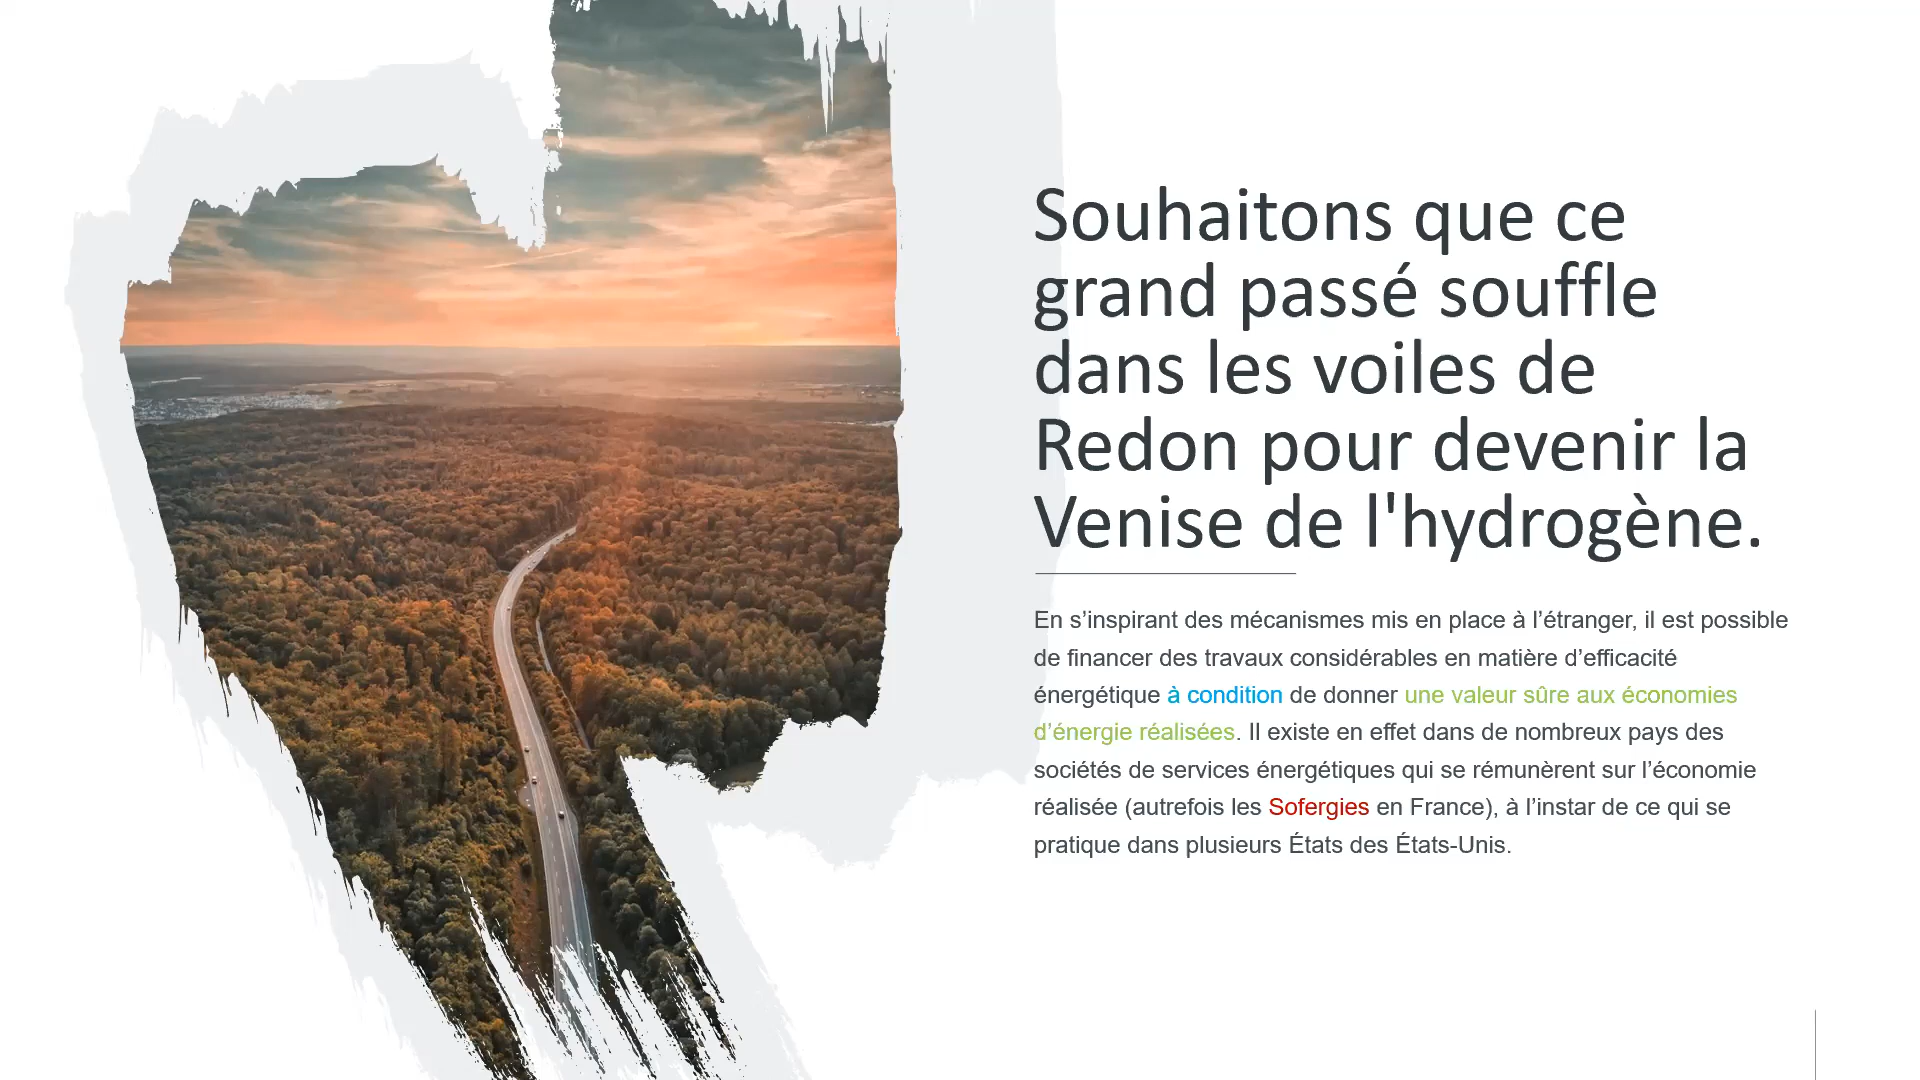 Souhaitons que ce
grand passé souffle
dans les voiles de
Redon pour devenir la
Venise de l'hydrogène.
En s’inspirant des mécanismes mis en place à l’étranger, il est possible
de financer des travaux considérables en matière d’efficacité
énergétique à condition de donner une valeur sûre aux économies
d’énergie réalisées. Il existe en effet dans de nombreux pays des
sociétés de services énergétiques qui se rémunèrent sur l’économie
réalisée (autrefois les Sofergies en France), à l’instar de ce qui se
pratique dans plusieurs États des États-Unis.